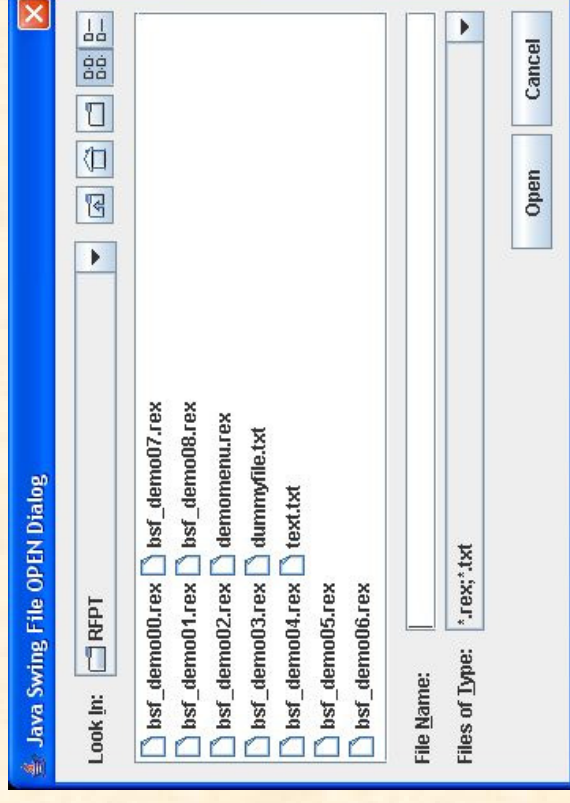 Java Swing File OPEN Dialog
Look In: RFPT
bsf_demo00.rex bsf_demo07.rex
bsf_demo01.rex bsf_demo08.rex
bsf_demo02.rex demomenu.rex
bsf_demo03.rex dummyfile.txt
bsf_demo04.rex text.txt
bsf_demo05.rex
bsf_demo06.rex
File Name:
Files of Type: *.rex;*.txt
Open Cancel